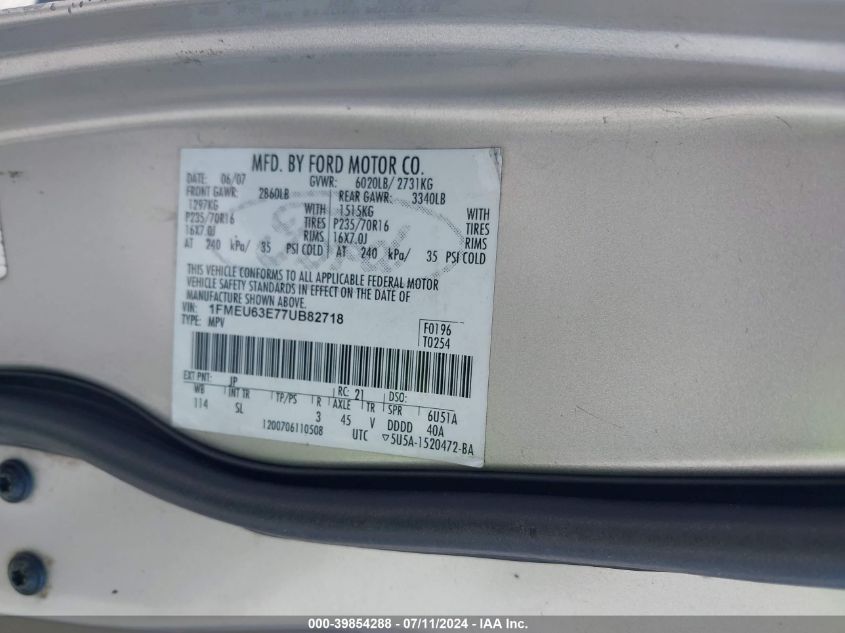 MFD. BY FORD MOTOR CO.
DATE: 06/07 GVWR: 6020LB/ 2731KG
FRONT GAWR: 2860LB REAR GAWR: 3340LB
1297KG WITH 1515KG WITH
P235/70R16 TIRES P235/70R16 TIRES
16X7.0J RIMS 16X7.0J RIMS
AT 240 kPa/ 35 PSI COLD AT 240 kPa/ 35 PSI COLD
THIS VEHICLE CONFORMS TO ALL APPLICABLE FEDERAL MOTOR
VEHICLE SAFETY STANDARDS IN EFFECT ON THE DATE OF
MANUFACTURE SHOWN ABOVE.
VIN: 1FMEU63E77UB82718
TYPE: MPV
F0196
T0254
EXT PNT: JP RC: 21 DSO:
WB INT TR TP/PS R AXLE TR SPR 6U51A
114 SL 3 45 V DDDD 40A
1200706110508 UTC ▽5U5A-1520472-BA
000-39854288 - 07/11/2024 - IAA Inc.